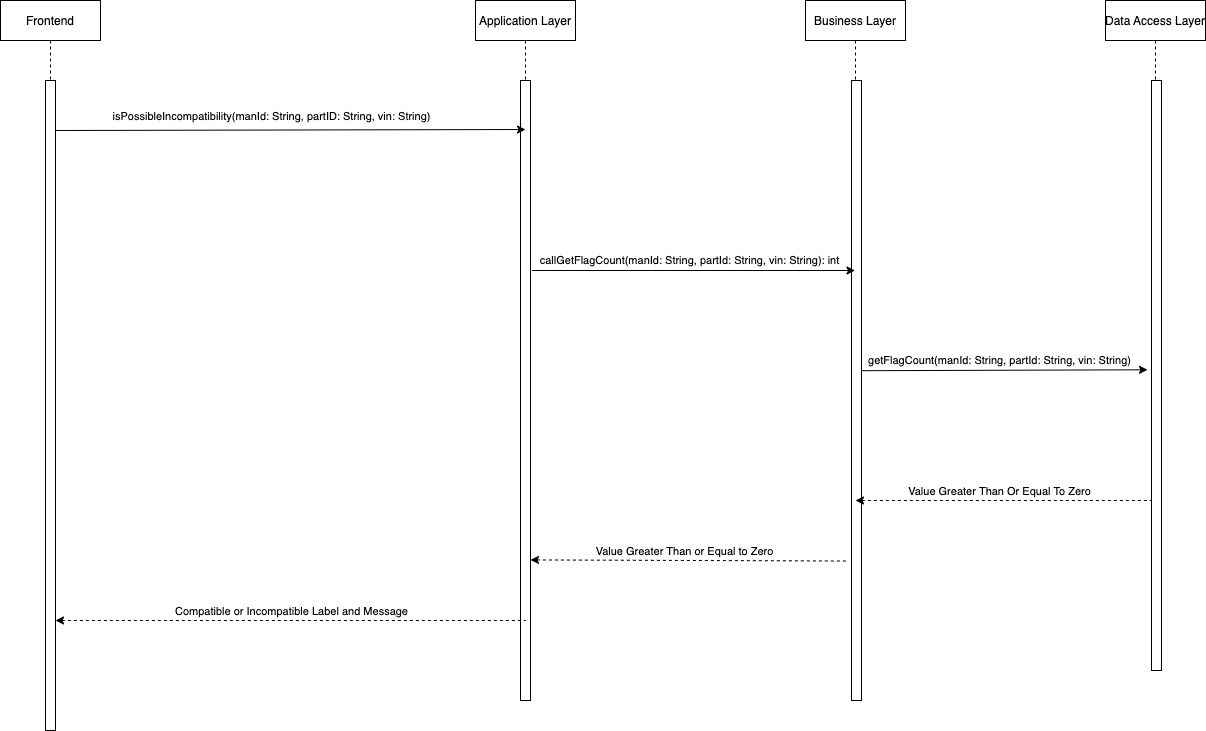 Frontend
Application Layer
Business Layer
Data Access Layer
isPossibleIncompatibility(manId: String, partID: String, vin: String)
callGetFlagCount(manId: String, partId: String, vin: String): int
getFlagCount(manId: String, partId: String, vin: String)
Value Greater Than Or Equal To Zero
Value Greater Than or Equal to Zero
Compatible or Incompatible Label and Message